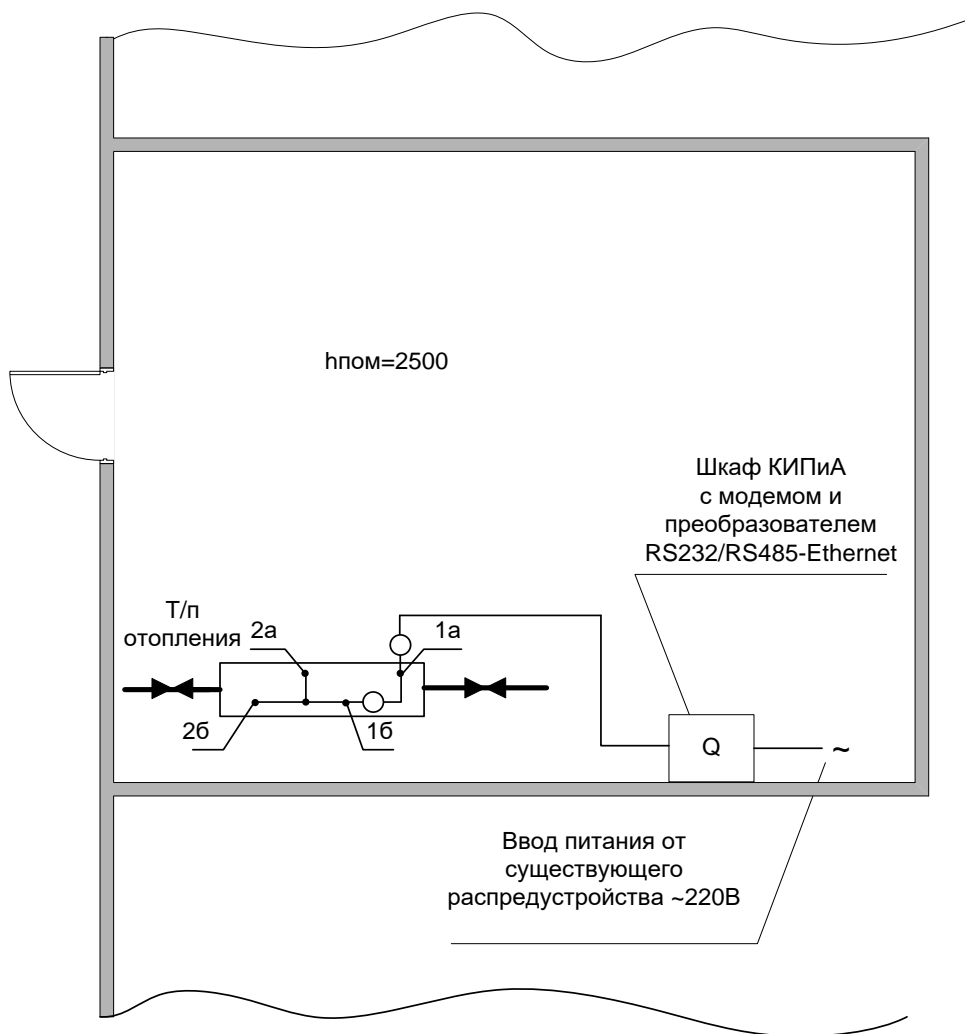 hпом=2500
Шкаф КИПиА
с модемом и
преобразователем
RS232/RS485-Ethernet
Т/п
отопления
2а
1а
2б
1б
Q
~
Ввод питания от
существующего
распредустройства ~220В